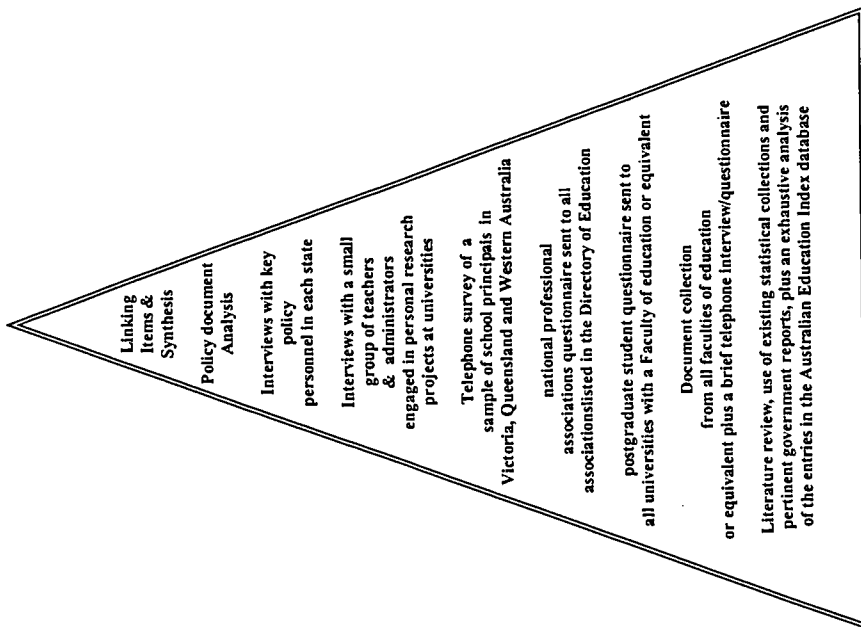 Linking
Items &
Synthesis
Policy document
Analysis
Interviews with key
policy
personnel in each state
Interviews with a small
group of teachers
& administrators
engaged in personal research
projects at universities
Telephone survey of a
sample of school principais in
Victoria, Queensland and Western Australia
national professional
associations questionnaire sent to all
associationslisted in the Directory of Education
postgraduate student questionnaire sent to
all universities with a Faculty of education or equivalent
Document collection
from all faculties of education
or equivalent plus a brief telephone interview/questionnaire
Literature review, use of existing statistical collections and
pertinent government reports, plus an exhaustive analysis
of the entries in the Australian Education Index database